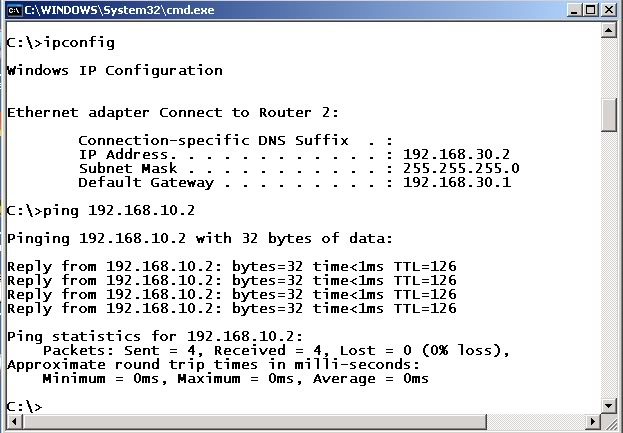 C:\WINDOWS\System32\cmd.exe
C:\>ipconfig
Windows IP Configuration
Ethernet adapter Connect to Router 2:
Connection-specific DNS Suffix  . :
IP Address. . . . . . . . . . . . : 192.168.30.2
Subnet Mask . . . . . . . . . . . : 255.255.255.0
Default Gateway . . . . . . . . . : 192.168.30.1
C:\>ping 192.168.10.2
Pinging 192.168.10.2 with 32 bytes of data:
Reply from 192.168.10.2: bytes=32 time<1ms TTL=126
Reply from 192.168.10.2: bytes=32 time<1ms TTL=126
Reply from 192.168.10.2: bytes=32 time<1ms TTL=126
Reply from 192.168.10.2: bytes=32 time<1ms TTL=126
Ping statistics for 192.168.10.2:
Packets: Sent = 4, Received = 4, Lost = 0 (0% loss),
Approximate round trip times in milli-seconds:
Minimum = 0ms, Maximum = 0ms, Average = 0ms
C:\>